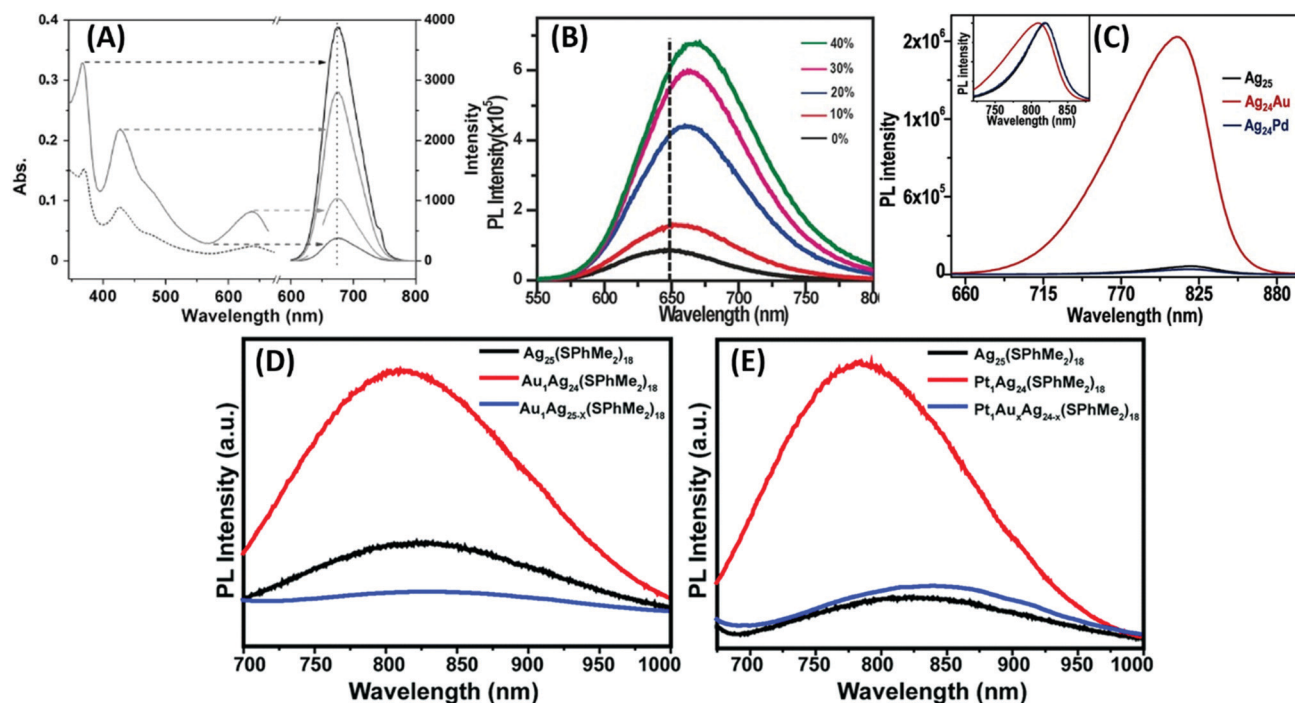 (A)
0.4
0.3
0.2
0.1
0
Abs.
400
500
600
600
700
800
Wavelength (nm)
4000
3000
2000
1000
0
Intensity
(B)
6
4
2
0
PL Intensity(x10⁵)
40%
30%
20%
10%
0%
550
600
650
700
750
800
Wavelength (nm)
(C)
2x10⁶
1x10⁶
6x10⁵
0
PL intensity
PL intensity
750
800
850
Wavelength (nm)
Ag₂₅
Ag₂₄Au
Ag₂₄Pd
660
715
770
825
880
Wavelength (nm)
(D)
Ag₂₅(SPhMe₂)₁₈
Au₁Ag₂₄(SPhMe₂)₁₈
Au₁Ag₂₅₋ₓ(SPhMe₂)₁₈
PL Intensity (a.u.)
700
750
800
850
900
950
1000
Wavelength (nm)
(E)
Ag₂₅(SPhMe₂)₁₈
Pt₁Ag₂₄(SPhMe₂)₁₈
Pt₁AuₓAg₂₄₋ₓ(SPhMe₂)₁₈
PL Intensity (a.u.)
700
750
800
850
900
950
1000
Wavelength (nm)